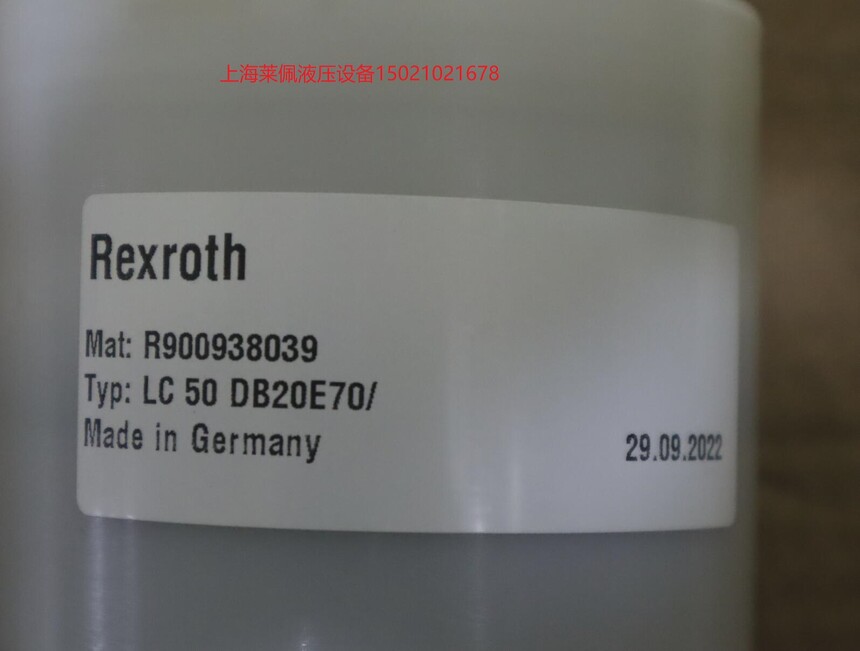 上海莱佩液压设备15021021678
Rexroth
Mat: R900938039
Typ: LC 50 DB20E70/
Made in Germany
29.09.2022